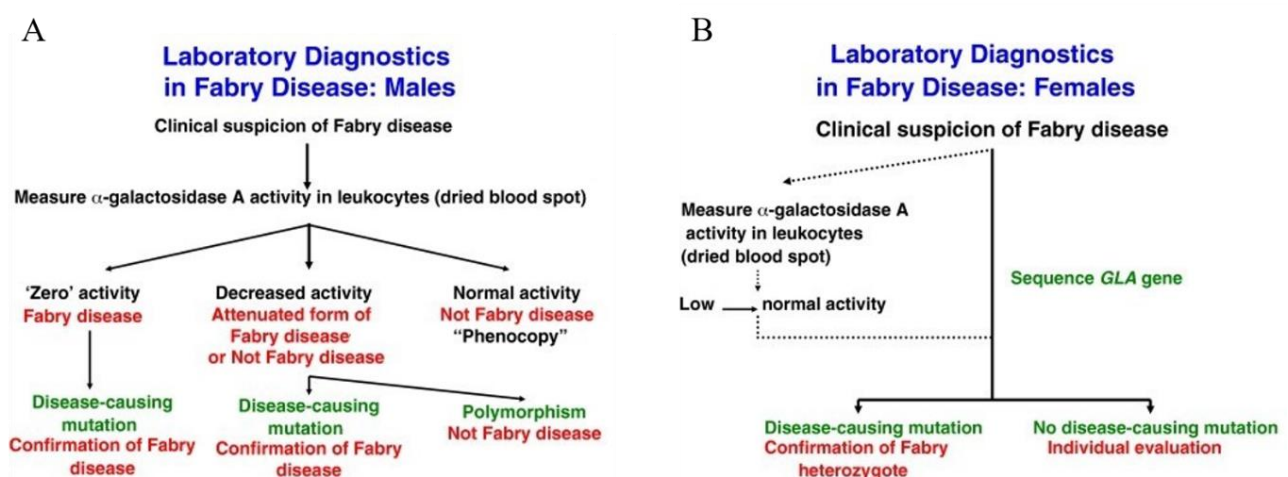 A
Laboratory Diagnostics
in Fabry Disease: Males
Clinical suspicion of Fabry disease
Measure α-galactosidase A activity in leukocytes (dried blood spot)
‘Zero’ activity
Fabry disease
Decreased activity
Attenuated form of
Fabry disease
or Not Fabry disease
Normal activity
Not Fabry disease
“Phenocopy”
Disease-causing
mutation
Confirmation of Fabry
disease
Disease-causing
mutation
Confirmation of Fabry
disease
Polymorphism
Not Fabry disease
B
Laboratory Diagnostics
in Fabry Disease: Females
Clinical suspicion of Fabry disease
Measure α-galactosidase A
activity in leukocytes
(dried blood spot)
Low
normal activity
Sequence GLA gene
Disease-causing mutation
Confirmation of Fabry
heterozygote
No disease-causing mutation
Individual evaluation